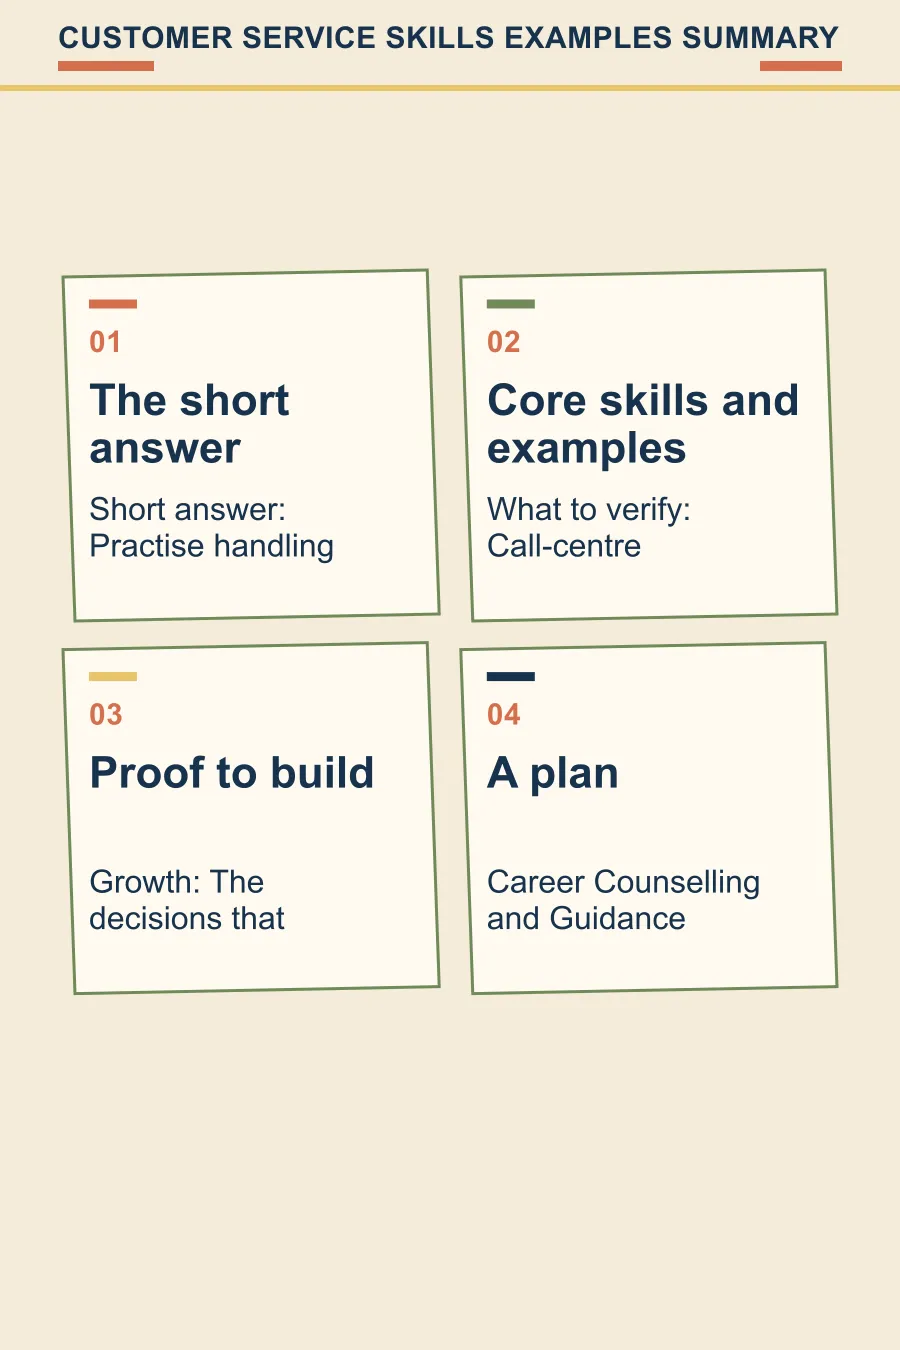 CUSTOMER SERVICE SKILLS EXAMPLES SUMMARY
01
The short
answer
Short answer:
Practise handling
02
Core skills and
examples
What to verify:
Call-centre
03
Proof to build
Growth: The
decisions that
04
A plan
Career Counselling
and Guidance